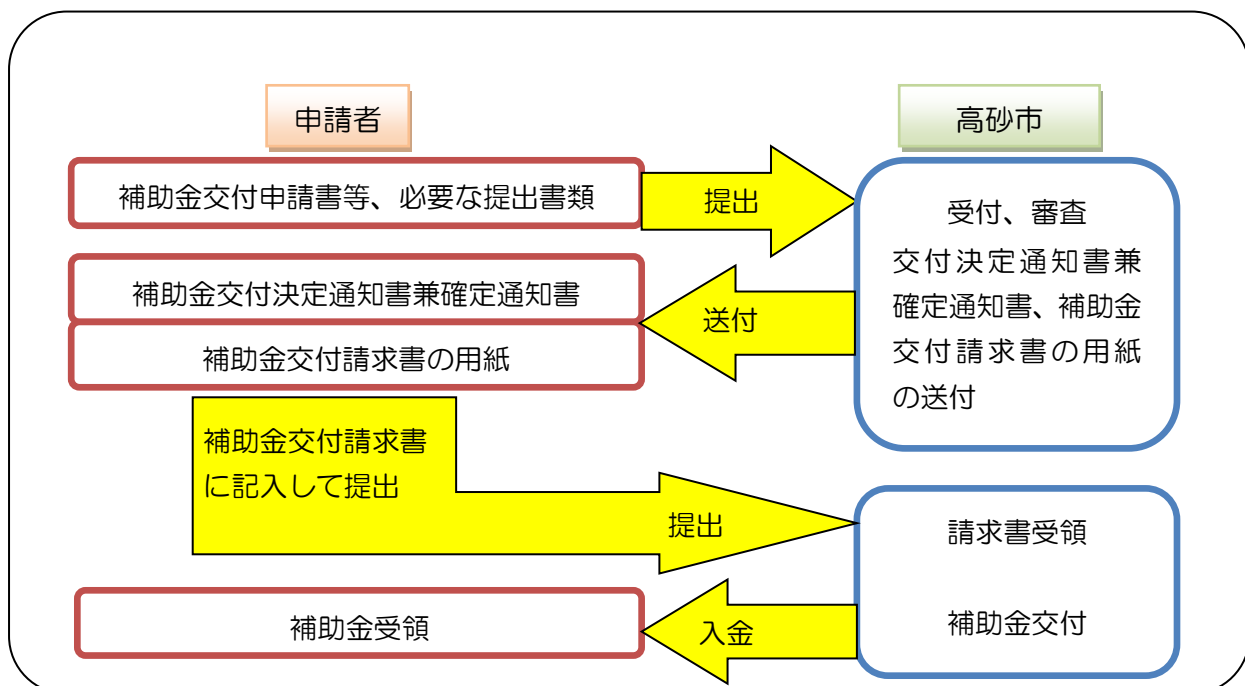 申請者
高砂市
補助金交付申請書等、必要な提出書類
提出
受付、審査
交付決定通知書兼
確定通知書、補助金
交付請求書の用紙
の送付
補助金交付決定通知書兼確定通知書
送付
補助金交付請求書の用紙
補助金交付請求書
に記入して提出
提出
請求書受領
補助金交付
入金
補助金受領